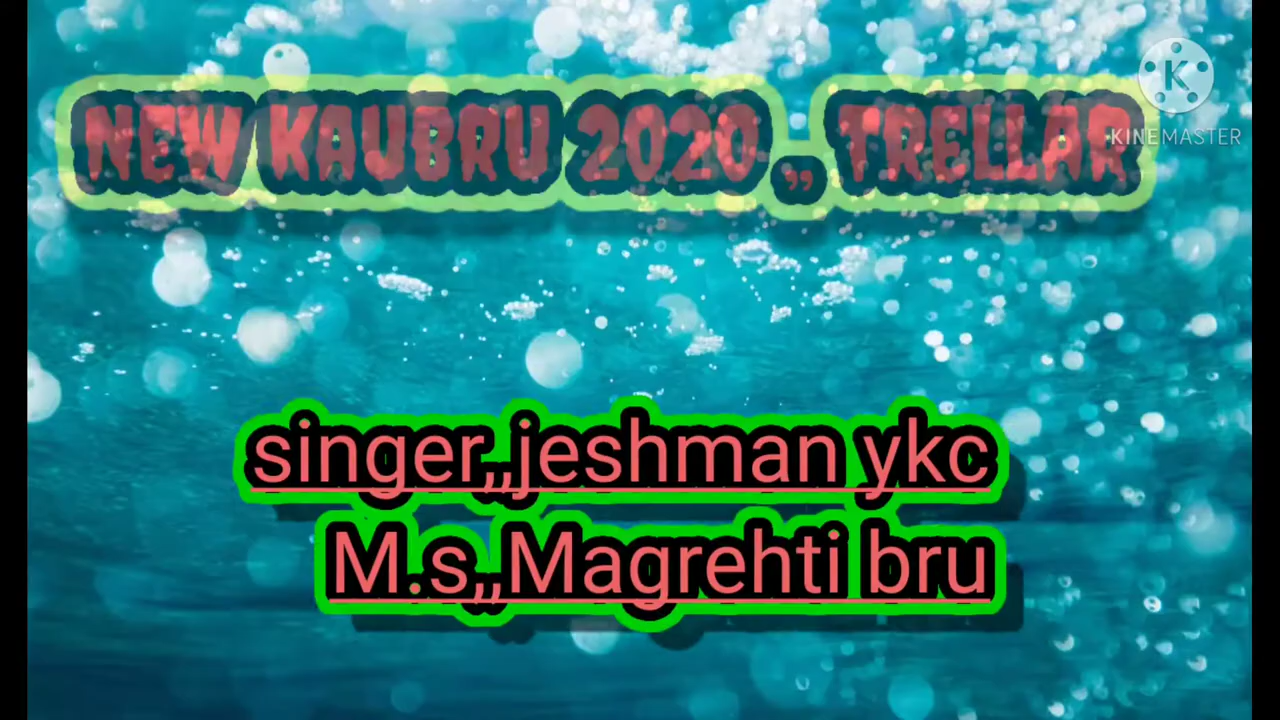 NEW KAUBRU 2020 ,, TRELLAR
KINEMASTER
singer,,jeshman ykc
M.s,,Magrehti bru